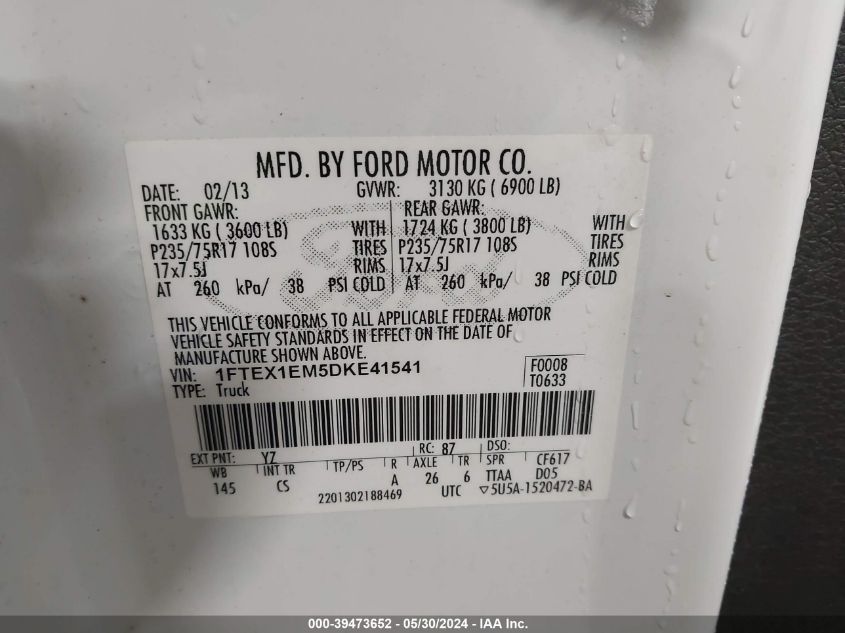 MFD. BY FORD MOTOR CO.
DATE: 02/13 GVWR: 3130 KG ( 6900 LB)
FRONT GAWR: REAR GAWR:
1633 KG ( 3600 LB) WITH 1724 KG ( 3800 LB) WITH
P235/75R17 108S TIRES P235/75R17 108S TIRES
17x7.5J RIMS 17x7.5J RIMS
AT 260 kPa/ 38 PSI COLD AT 260 kPa/ 38 PSI COLD
THIS VEHICLE CONFORMS TO ALL APPLICABLE FEDERAL MOTOR
VEHICLE SAFETY STANDARDS IN EFFECT ON THE DATE OF
MANUFACTURE SHOWN ABOVE.
VIN: 1FTEX1EM5DKE41541 F0008
TYPE: Truck T0633
EXT PNT: YZ RC: 87 DSO:
WB INT TR TP/PS R AXLE TR SPR CF617
145 CS A 26 6 TTAA D05
2201302188469 UTC ▽5U5A-1520472-BA
000-39473652 - 05/30/2024 - IAA Inc.